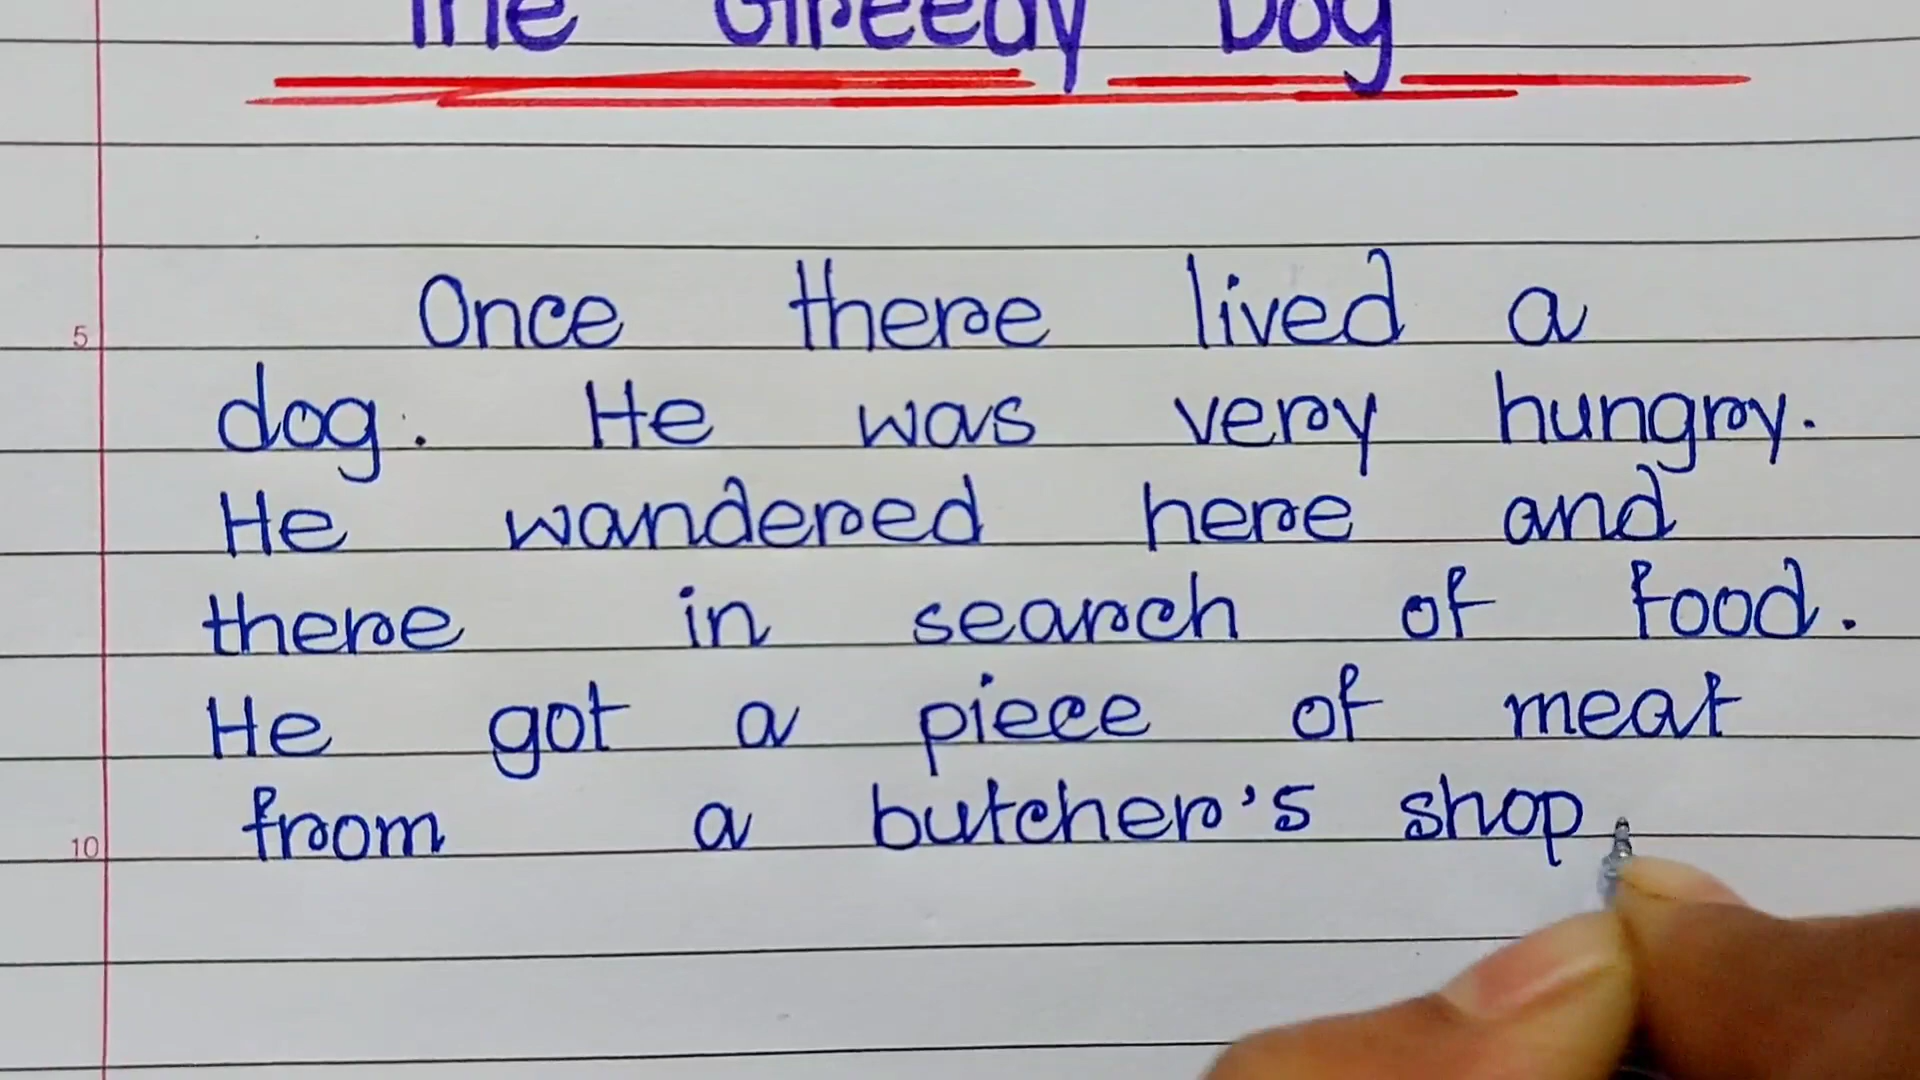 The Greedy Dog
Once there lived a
5
dog. He was very hungry.
He wandered here and
there in search of food.
He got a piece of meat
from a butcher's shop
10